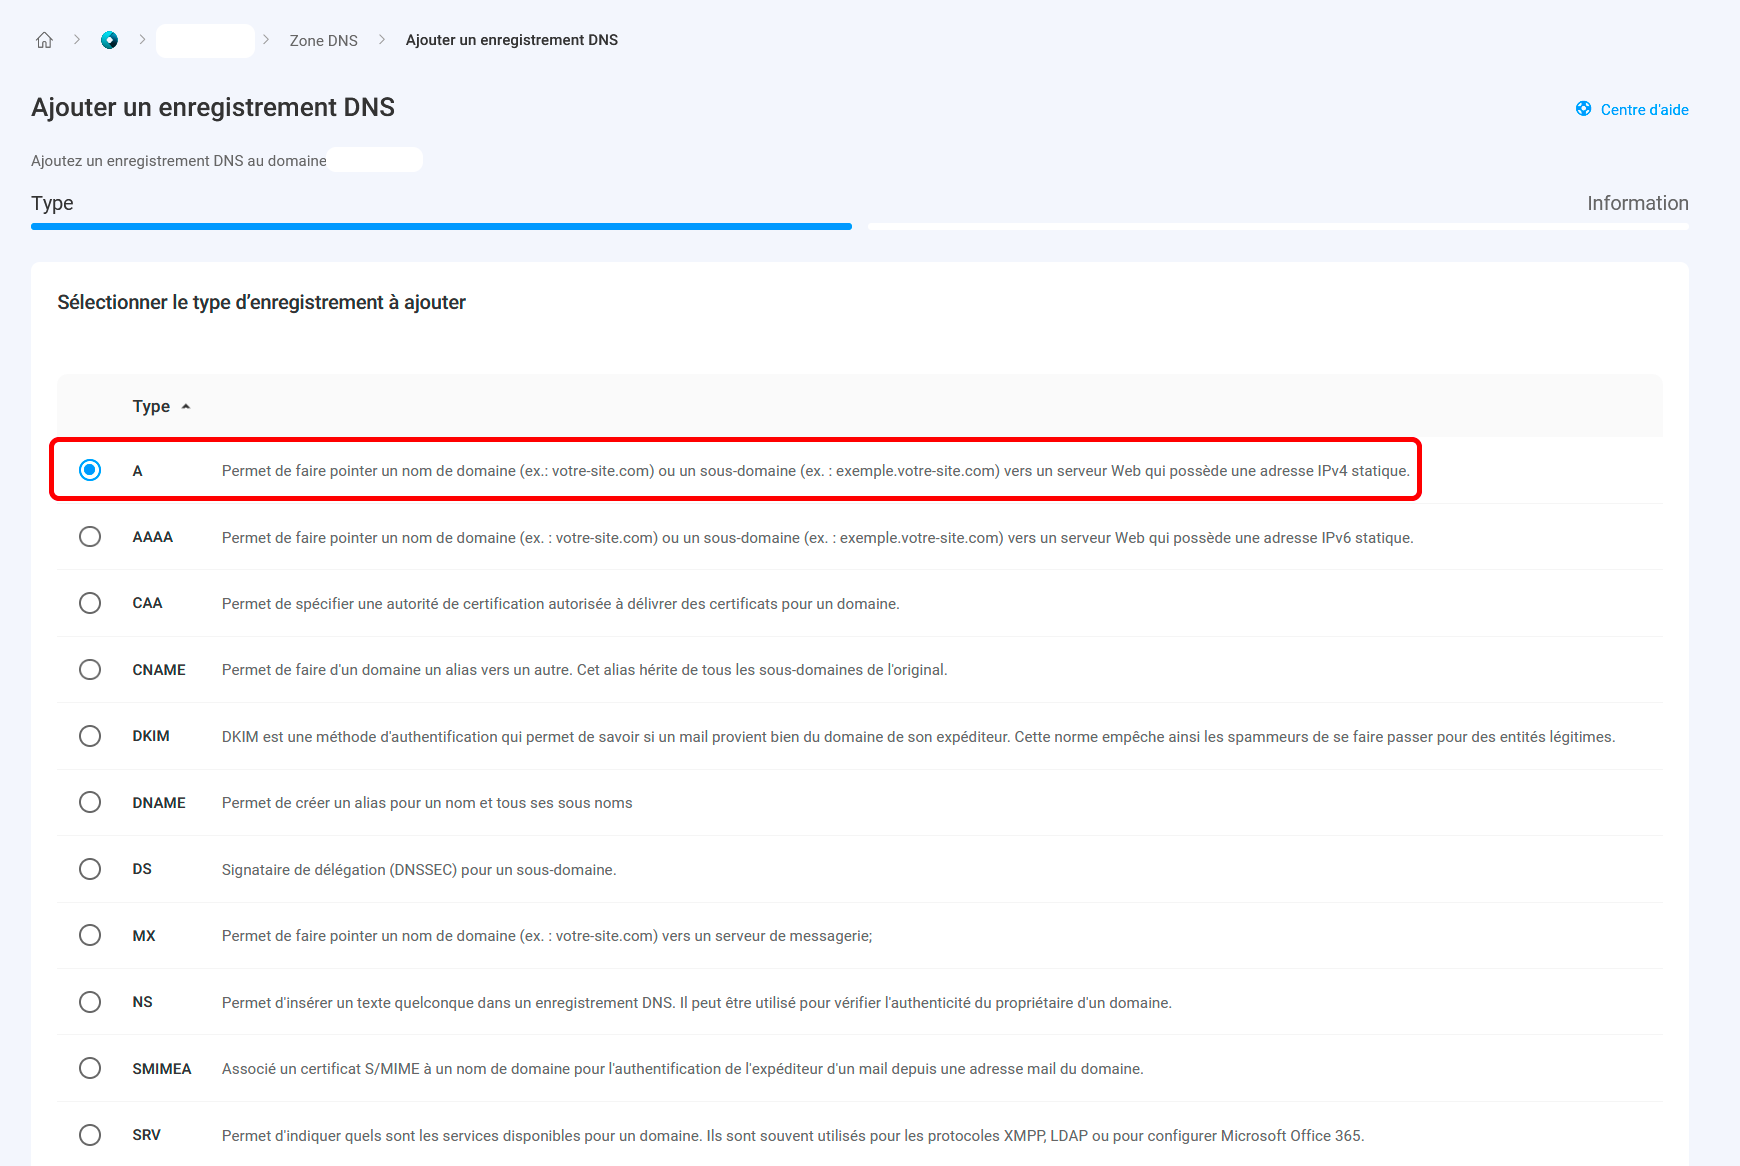 Zone DNS
Ajouter un enregistrement DNS
Ajouter un enregistrement DNS
Centre d'aide
Ajoutez un enregistrement DNS au domaine
Type
Information
Sélectionner le type d’enregistrement à ajouter
Type
A Permet de faire pointer un nom de domaine (ex.: votre-site.com) ou un sous-domaine (ex. : exemple.votre-site.com) vers un serveur Web qui possède une adresse IPv4 statique.
AAAA Permet de faire pointer un nom de domaine (ex. : votre-site.com) ou un sous-domaine (ex. : exemple.votre-site.com) vers un serveur Web qui possède une adresse IPv6 statique.
CAA Permet de spécifier une autorité de certification autorisée à délivrer des certificats pour un domaine.
CNAME Permet de faire d'un domaine un alias vers un autre. Cet alias hérite de tous les sous-domaines de l'original.
DKIM DKIM est une méthode d'authentification qui permet de savoir si un mail provient bien du domaine de son expéditeur. Cette norme empêche ainsi les spammeurs de se faire passer pour des entités légitimes.
DNAME Permet de créer un alias pour un nom et tous ses sous noms
DS Signataire de délégation (DNSSEC) pour un sous-domaine.
MX Permet de faire pointer un nom de domaine (ex. : votre-site.com) vers un serveur de messagerie;
NS Permet d'insérer un texte quelconque dans un enregistrement DNS. Il peut être utilisé pour vérifier l'authenticité du propriétaire d'un domaine.
SMIMEA Associé un certificat S/MIME à un nom de domaine pour l'authentification de l'expéditeur d'un mail depuis une adresse mail du domaine.
SRV Permet d'indiquer quels sont les services disponibles pour un domaine. Ils sont souvent utilisés pour les protocoles XMPP, LDAP ou pour configurer Microsoft Office 365.